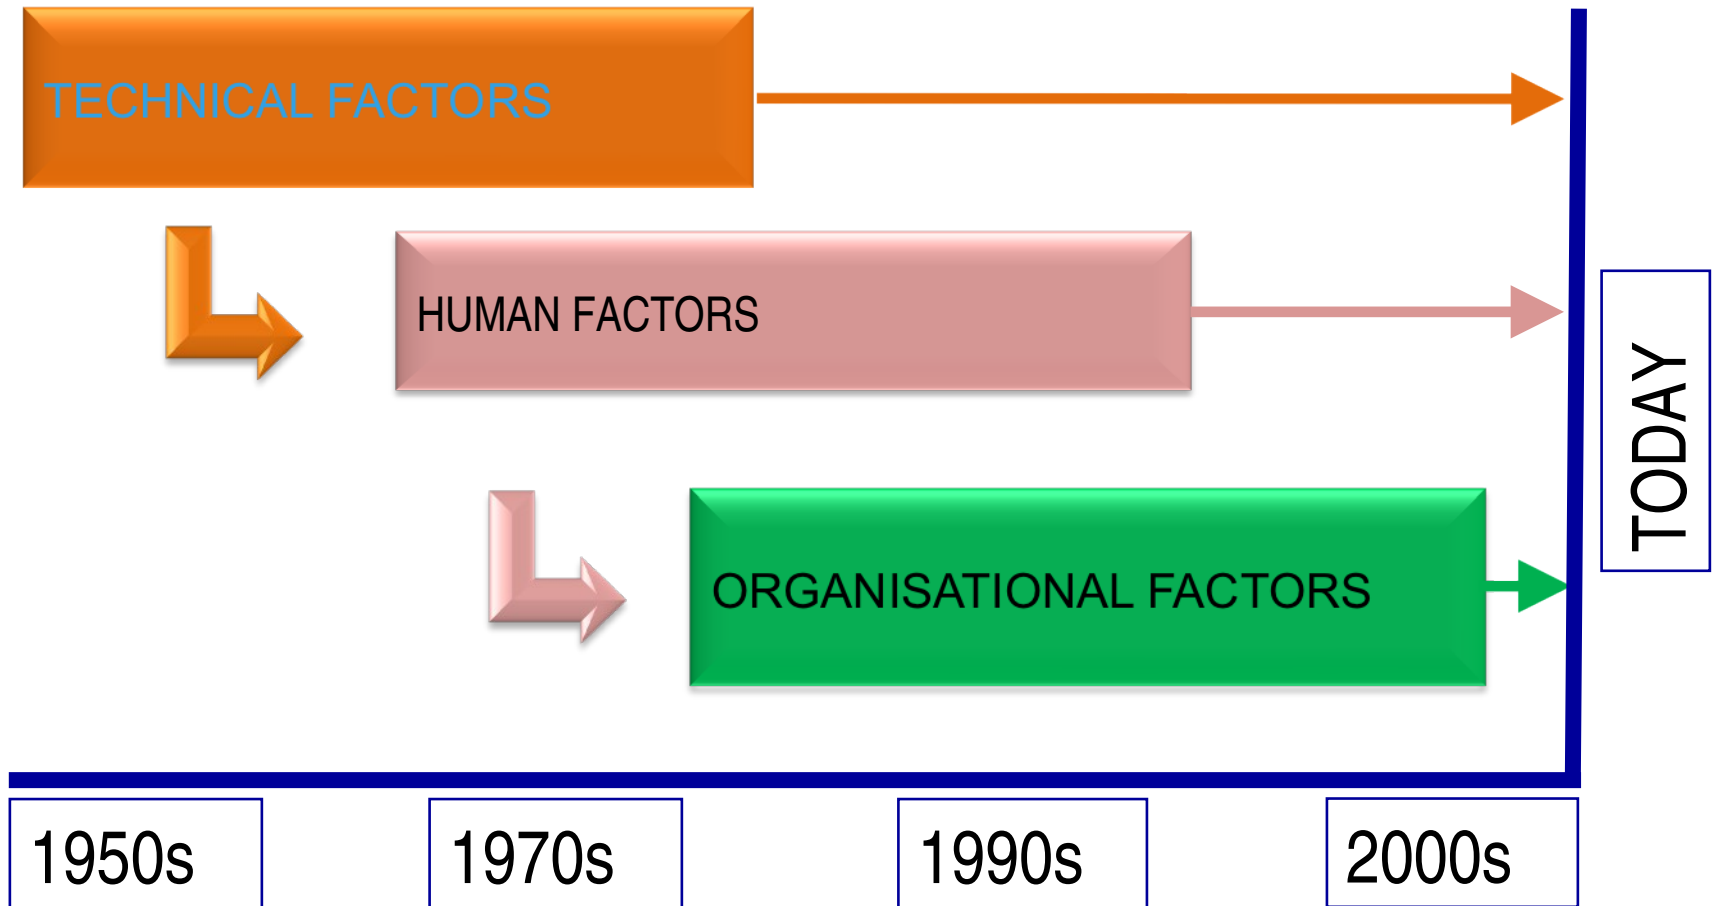 TECHNICAL FACTORS
HUMAN FACTORS
ORGANISATIONAL FACTORS
TODAY
1950s
1970s
1990s
2000s